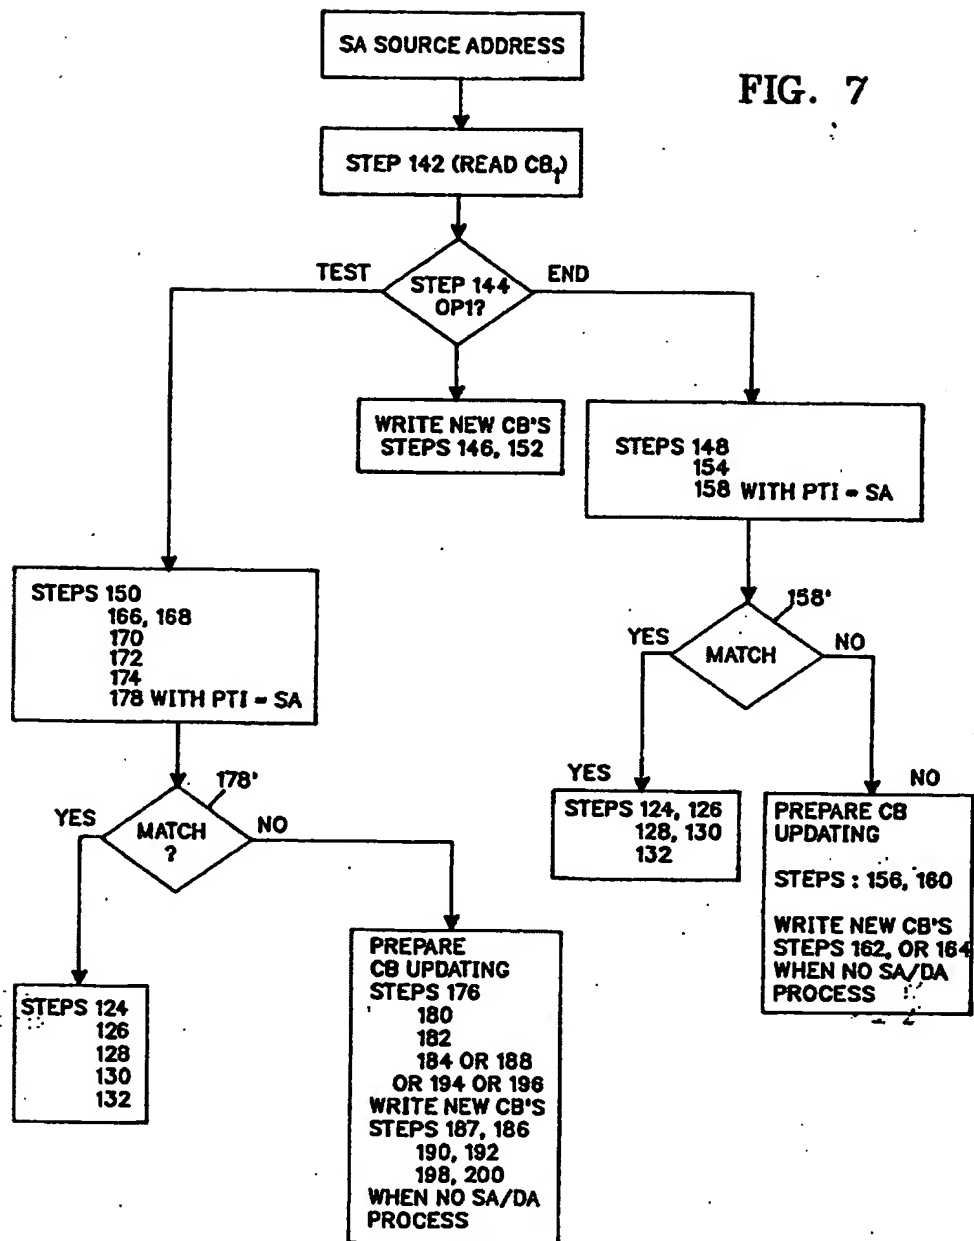 SA SOURCE ADDRESS
FIG. 7
STEP 142 (READ CB1)
TEST
STEP 144
OP1?
END
WRITE NEW CB'S
STEPS 146, 152
STEPS 148
154
158 WITH PTI = SA
STEPS 150
166, 168
170
172
174
178 WITH PTI = SA
158'
YES
MATCH
NO
178'
YES
MATCH
?
NO
YES
STEPS 124, 126
128, 130
132
NO
PREPARE CB
UPDATING
STEPS : 156, 160
WRITE NEW CB'S
STEPS 162, OR 164
WHEN NO SA/DA
PROCESS
STEPS 124
126
128
130
132
PREPARE
CB UPDATING
STEPS 176
180
182
184 OR 188
OR 194 OR 196
WRITE NEW CB'S
STEPS 187, 186
190, 192
198, 200
WHEN NO SA/DA
PROCESS